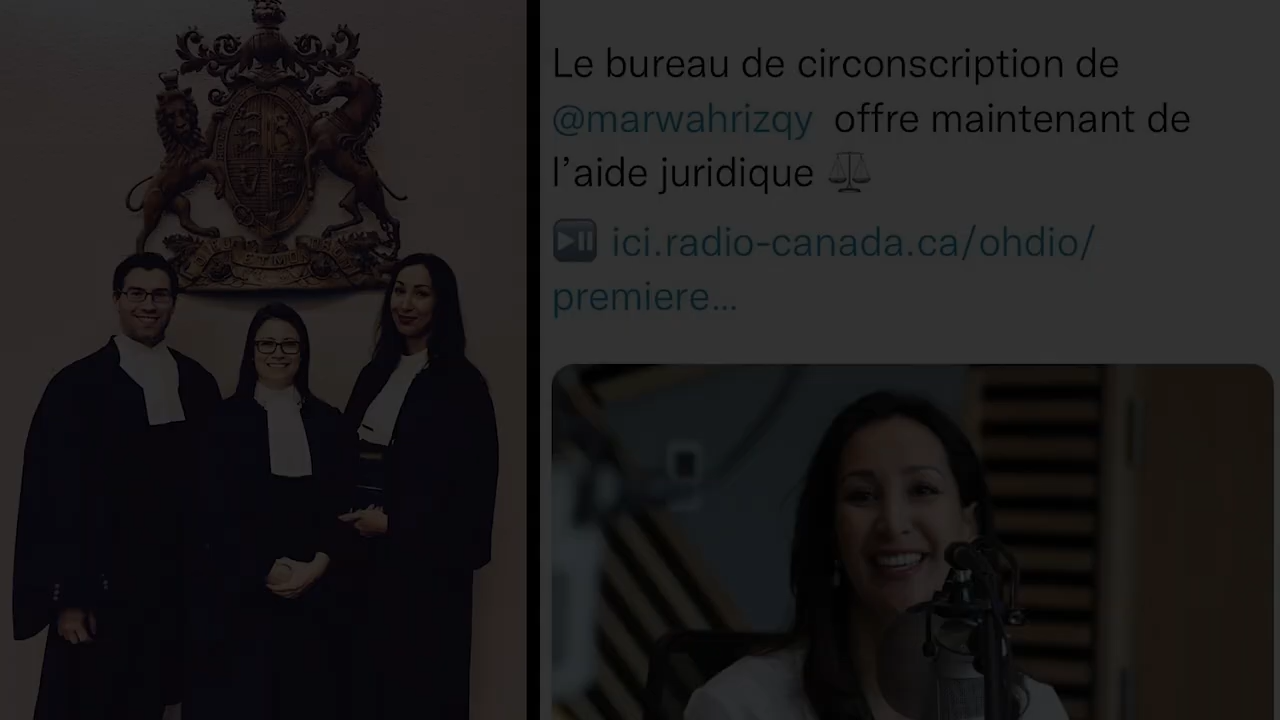 Le bureau de circonscription de
@marwahrizqy offre maintenant de
l’aide juridique ⚖️
⏯️ ici.radio-canada.ca/ohdio/
premiere…